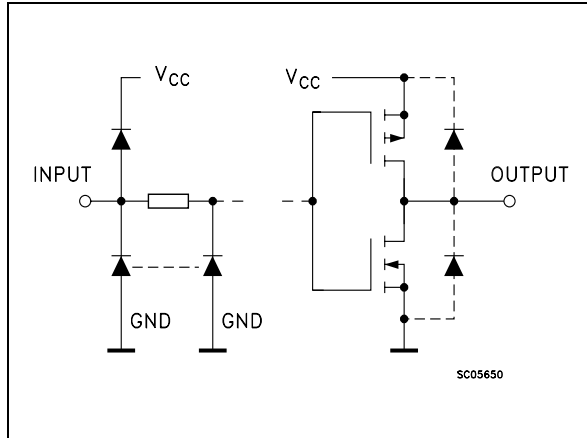 VCC
VCC
INPUT
OUTPUT
GND
GND
SC05650